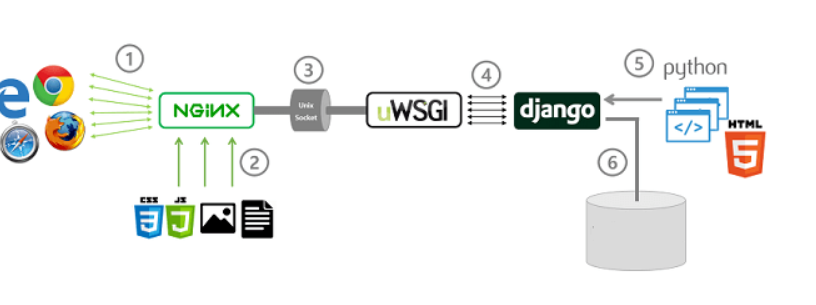 1
3
4
5
python
NGiNX
Unix
Socket
uWSGI
django
</>
HTML
5
2
6
CSS
3
JS